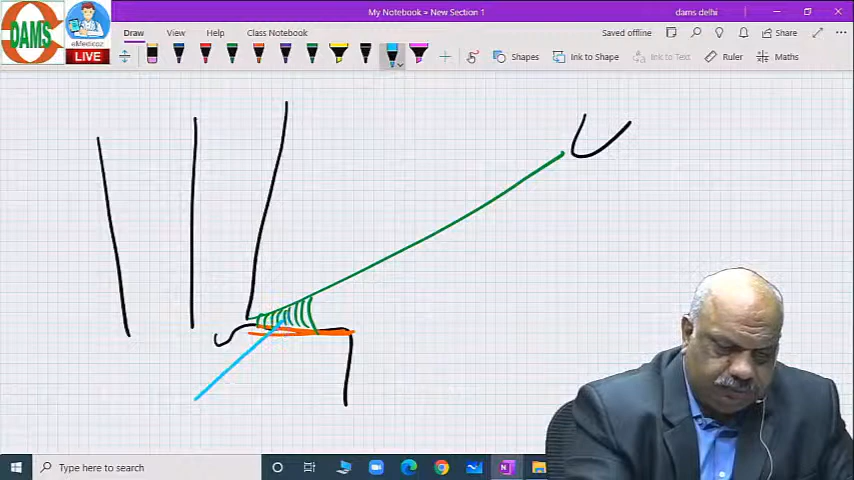 My Notebook » New Section 1
dams delhi
DAMS
eMedicoz
LIVE
Draw
View
Help
Class Notebook
Saved offline
Share
Shapes
Ink to Shape
Ink to Text
Ruler
Maths
Type here to search